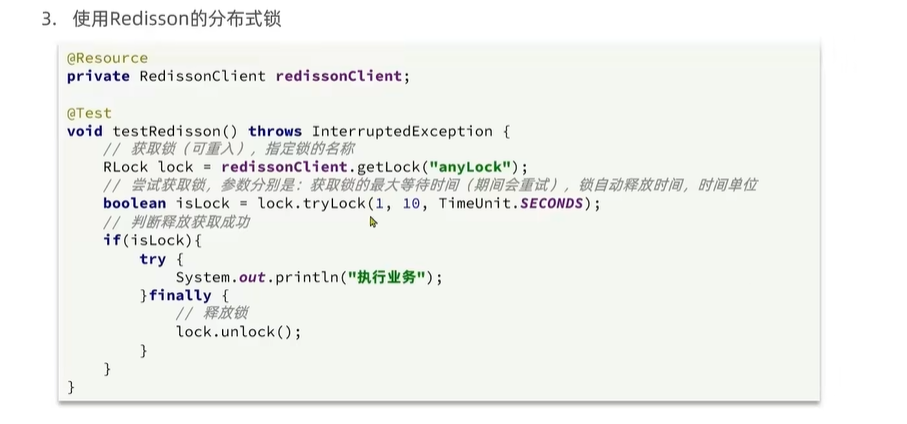 3. 使用Redisson的分布式锁
@Resource
private RedissonClient redissonClient;
@Test
void testRedisson() throws InterruptedException {
// 获取锁（可重入），指定锁的名称
RLock lock = redissonClient.getLock("anyLock");
// 尝试获取锁，参数分别是：获取锁的最大等待时间（期间会重试），锁自动释放时间，时间单位
boolean isLock = lock.tryLock(1, 10, TimeUnit.SECONDS);
// 判断释放获取成功
if(isLock){
try {
System.out.println("执行业务");
}finally {
// 释放锁
lock.unlock();
}
}
}